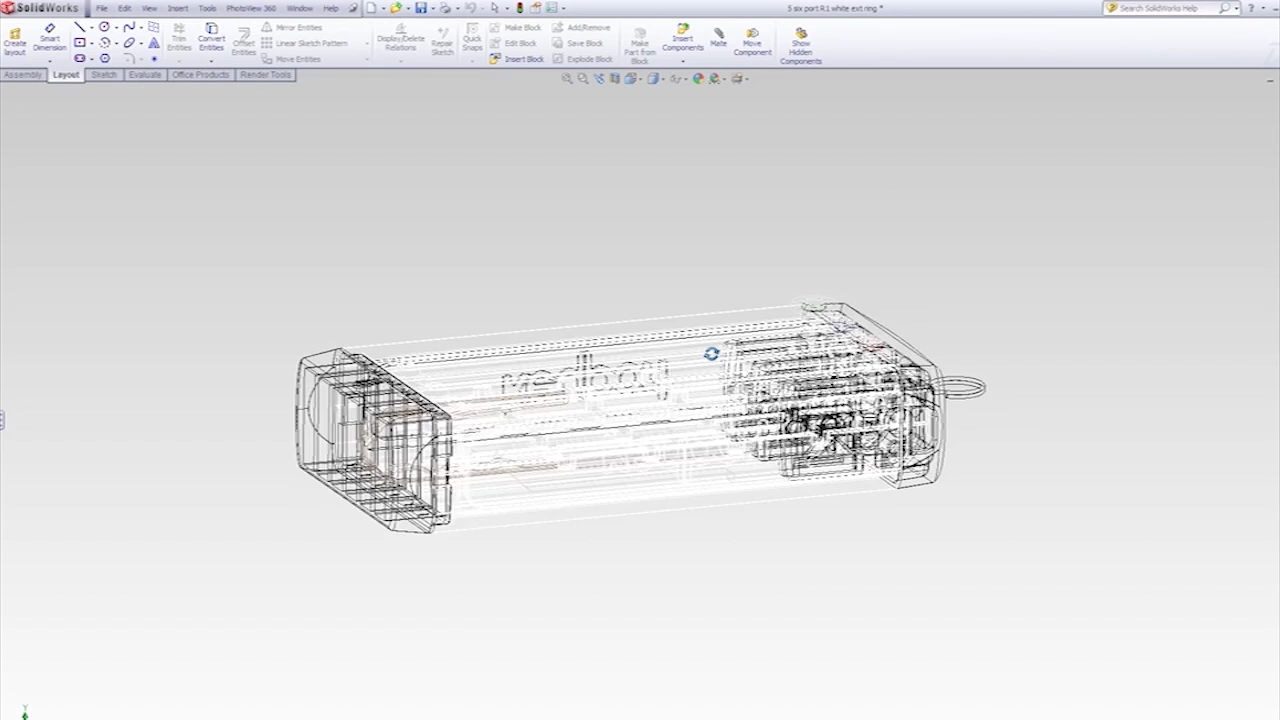 SolidWorks File Edit View Insert Tools PhotoView 360 Window Help 5 six port R1 white ext ring * Search SolidWorks Help
Create layout
Smart Dimension
Trim Entities
Convert Entities
Offset Entities
Mirror Entities
Linear Sketch Pattern
Move Entities
Display/Delete Relations
Repair Sketch
Quick Snaps
Make Block
Edit Block
Insert Block
Add/Remove
Save Block
Explode Block
Make Part from Block
Insert Components
Mate
Move Component
Show Hidden Components
Assembly Layout Sketch Evaluate Office Products Render Tools
Y